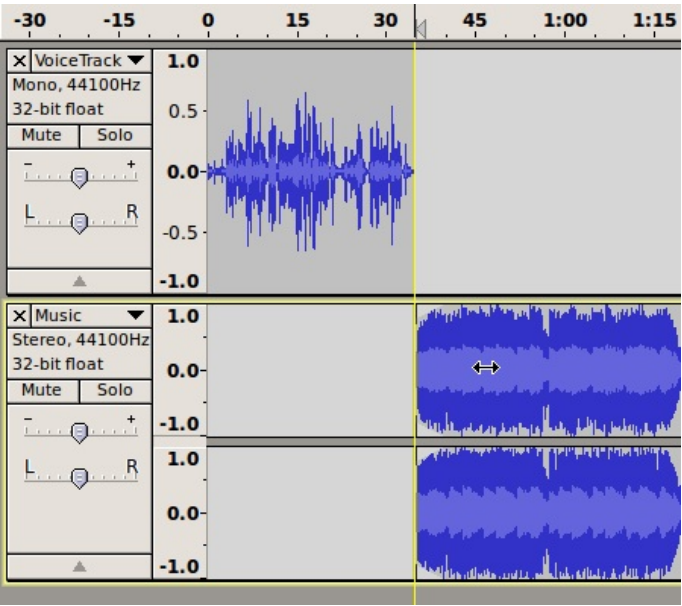 -30 -15 0 15 30 45 1:00 1:15
VoiceTrack
Mono, 44100Hz
32-bit float
Mute Solo
- +
L R
1.0
0.5
0.0
-0.5
-1.0
Music
Stereo, 44100Hz
32-bit float
Mute Solo
- +
L R
1.0
0.0
-1.0
1.0
0.0
-1.0